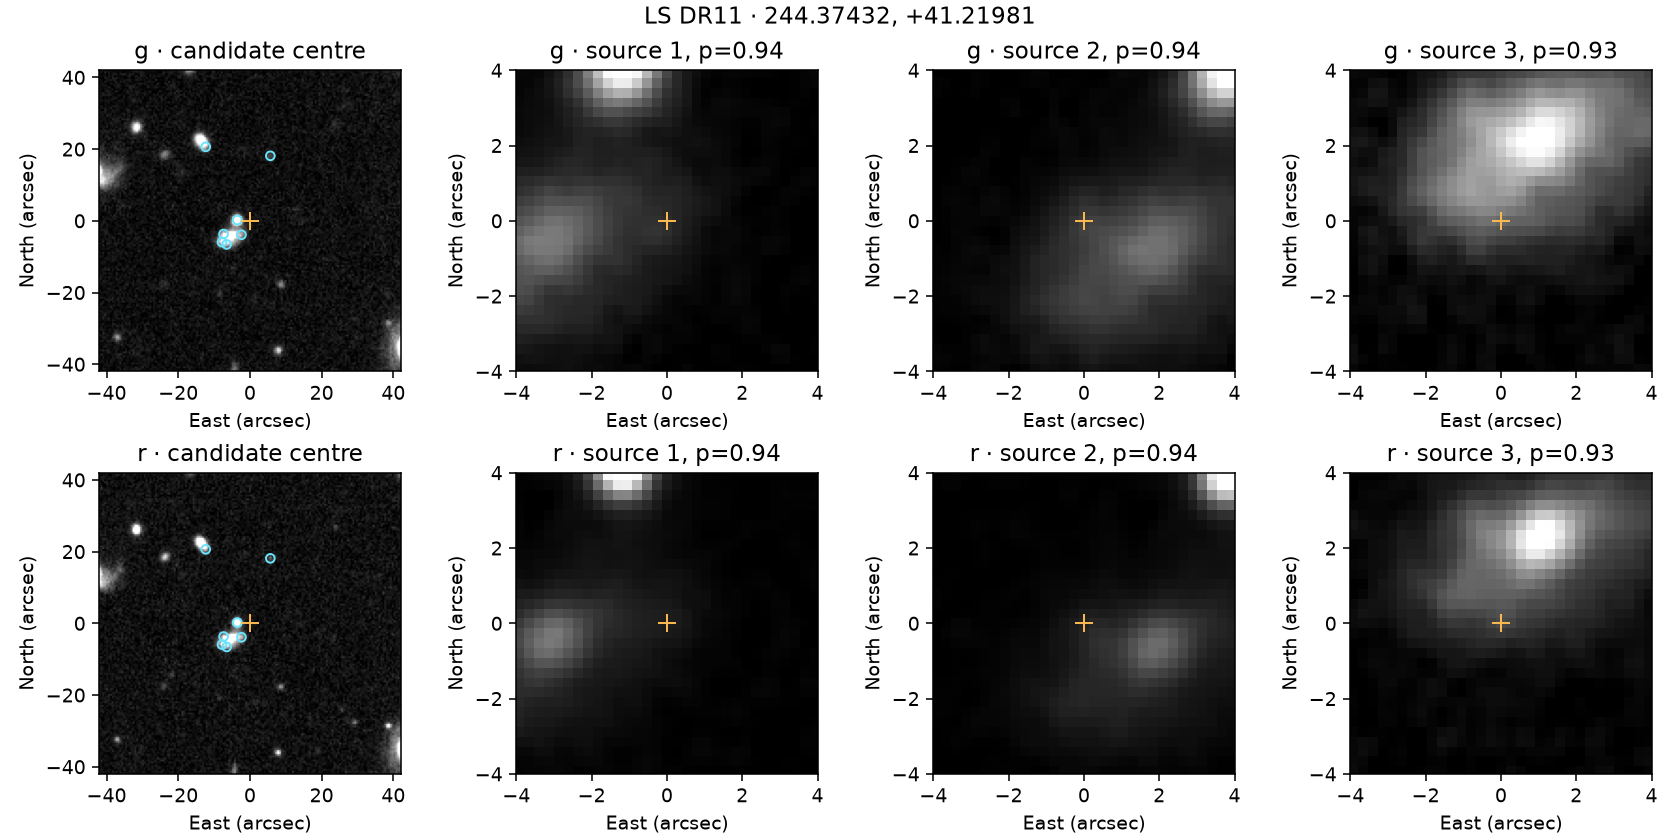 LS DR11 · 244.37432, +41.21981
g · candidate centre
g · source 1, p=0.94
g · source 2, p=0.94
g · source 3, p=0.93
40
20
0
−20
−40
North (arcsec)
−40 −20 0 20 40
East (arcsec)
4
2
0
−2
−4
North (arcsec)
−4 −2 0 2 4
East (arcsec)
4
2
0
−2
−4
North (arcsec)
−4 −2 0 2 4
East (arcsec)
4
2
0
−2
−4
North (arcsec)
−4 −2 0 2 4
East (arcsec)
r · candidate centre
r · source 1, p=0.94
r · source 2, p=0.94
r · source 3, p=0.93
40
20
0
−20
−40
North (arcsec)
−40 −20 0 20 40
East (arcsec)
4
2
0
−2
−4
North (arcsec)
−4 −2 0 2 4
East (arcsec)
4
2
0
−2
−4
North (arcsec)
−4 −2 0 2 4
East (arcsec)
4
2
0
−2
−4
North (arcsec)
−4 −2 0 2 4
East (arcsec)